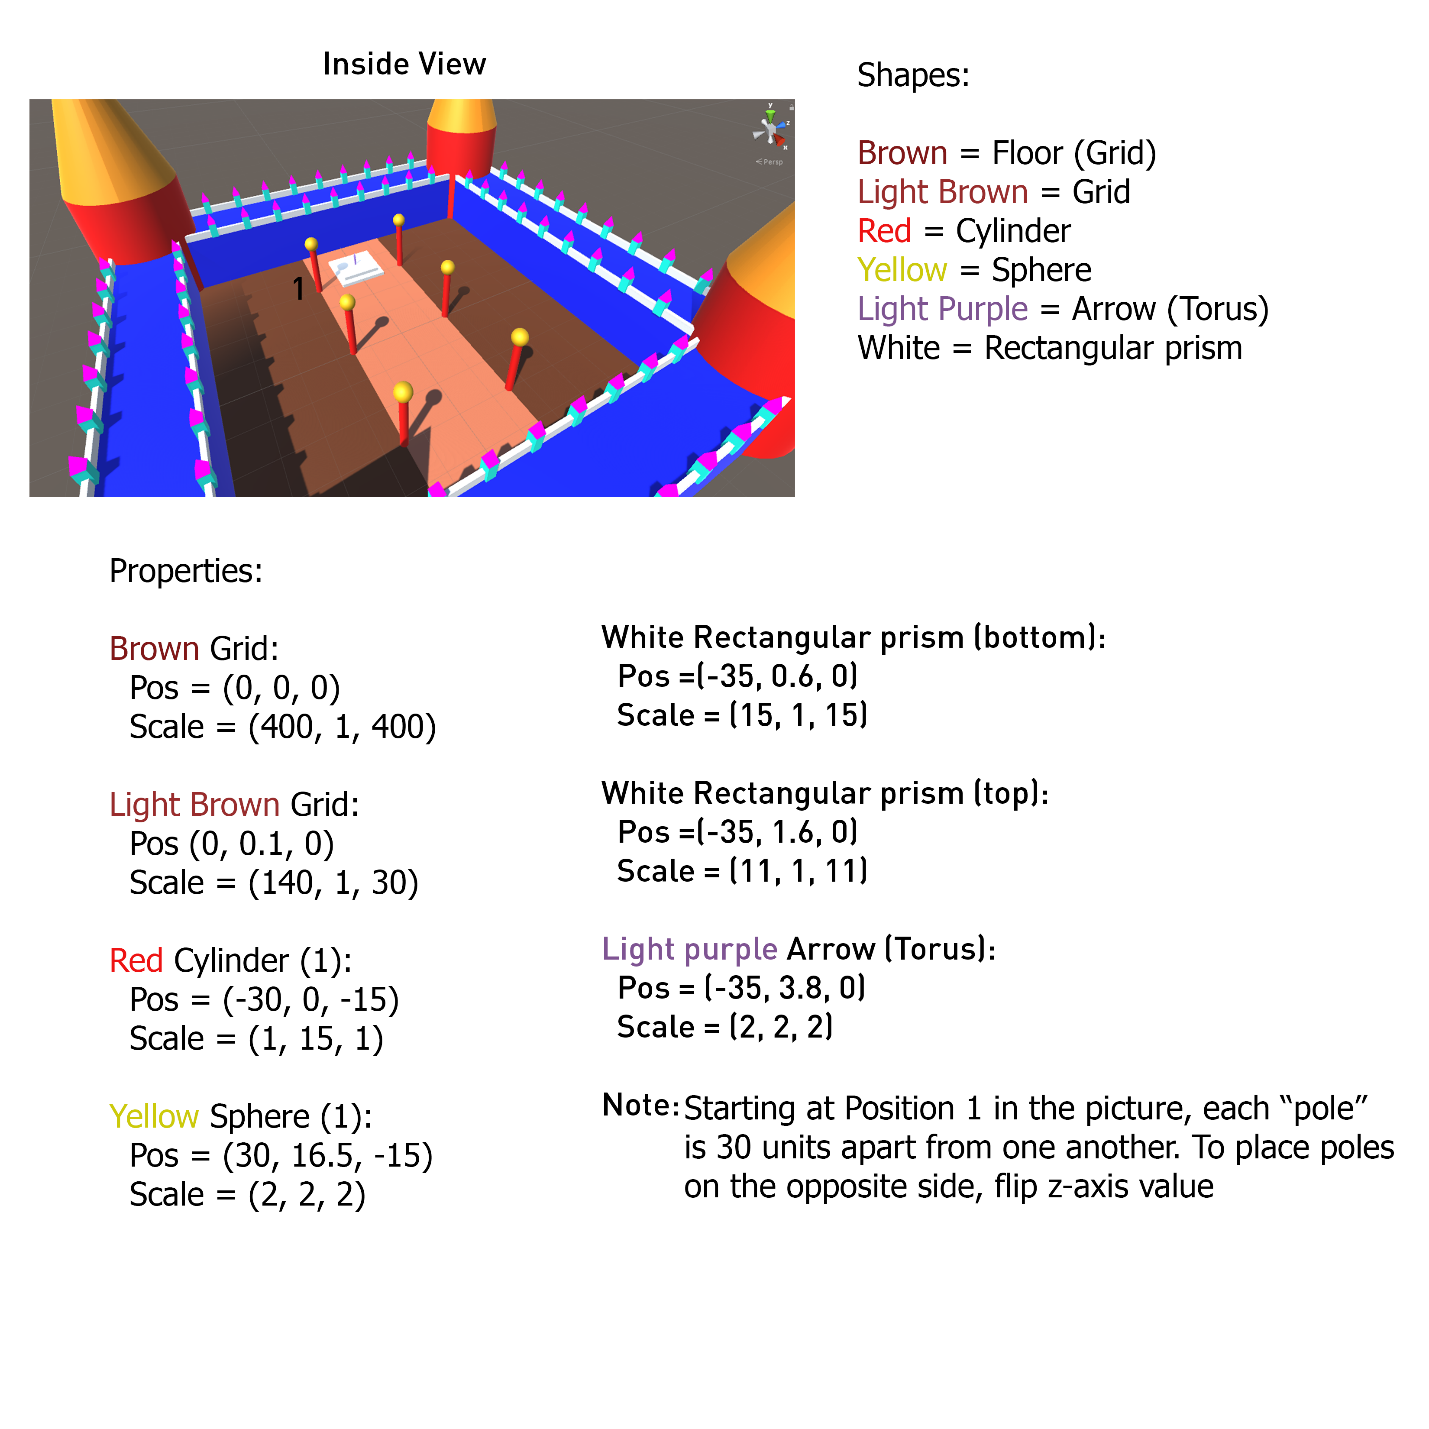 Inside View
y
z
x
< Persp
1
Shapes:
Brown = Floor (Grid)
Light Brown = Grid
Red = Cylinder
Yellow = Sphere
Light Purple = Arrow (Torus)
White = Rectangular prism
Properties:
Brown Grid:
Pos = (0, 0, 0)
Scale = (400, 1, 400)
Light Brown Grid:
Pos (0, 0.1, 0)
Scale = (140, 1, 30)
Red Cylinder (1):
Pos = (-30, 0, -15)
Scale = (1, 15, 1)
Yellow Sphere (1):
Pos = (30, 16.5, -15)
Scale = (2, 2, 2)
White Rectangular prism (bottom):
Pos =(-35, 0.6, 0)
Scale = (15, 1, 15)
White Rectangular prism (top):
Pos =(-35, 1.6, 0)
Scale = (11, 1, 11)
Light purple Arrow (Torus):
Pos = (-35, 3.8, 0)
Scale = (2, 2, 2)
Note: Starting at Position 1 in the picture, each “pole”
is 30 units apart from one another. To place poles
on the opposite side, flip z-axis value